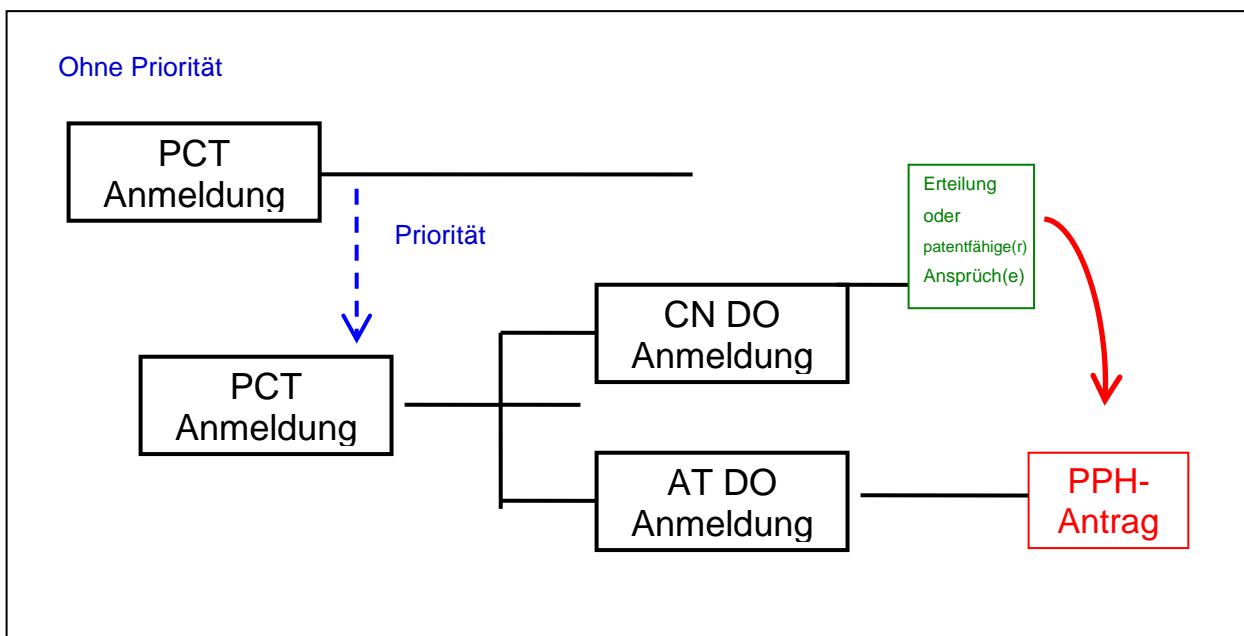 Ohne Priorität
PCT
Anmeldung
Priorität
Erteilung
oder
patentfähige(r)
Ansprüch(e)
CN DO
Anmeldung
PCT
Anmeldung
AT DO
Anmeldung
PPH-
Antrag